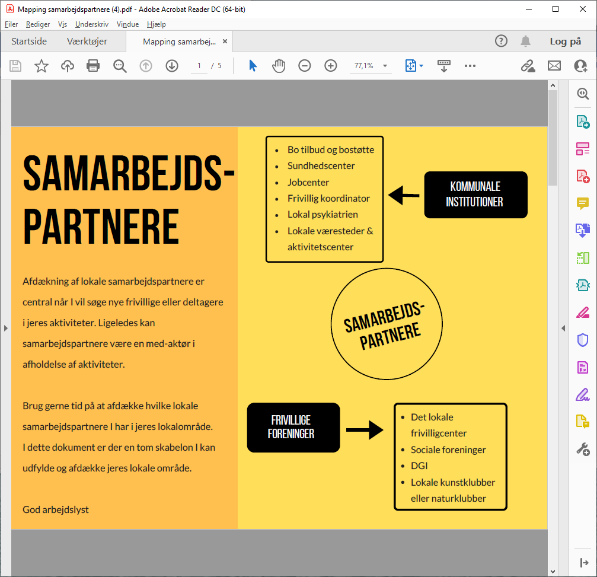 Mapping samarbejdspartnere (4).pdf - Adobe Acrobat Reader DC (64-bit)
Filer Rediger Vis Underskriv Vindue Hjælp
Startside Værktøjer Mapping samarbej... × Log på
1 / 5 77,1%
SAMARBEJDS-
PARTNERE
Afdækning af lokale samarbejdspartnere er
central når I vil søge nye frivillige eller deltagere
i jeres aktiviteter. Ligeledes kan
samarbejdspartnere være en med-aktør i
afholdelse af aktiviteter.
Brug gerne tid på at afdække hvilke lokale
samarbejdspartnere I har i jeres lokalområde.
I dette dokument er der en tom skabelon I kan
udfylde og afdække jeres lokale område.
God arbejdslyst
• Bo tilbud og bostøtte
• Sundhedscenter
• Jobcenter
• Frivillig koordinator
• Lokal psykiatrien
• Lokale væresteder &
aktivitetscenter
KOMMUNALE
INSTITUTIONER
SAMARBEJDS-
PARTNERE
FRIVILLIGE
FORENINGER
• Det lokale
frivilligcenter
• Sociale foreninger
• DGI
• Lokale kunstklubber
eller naturklubber